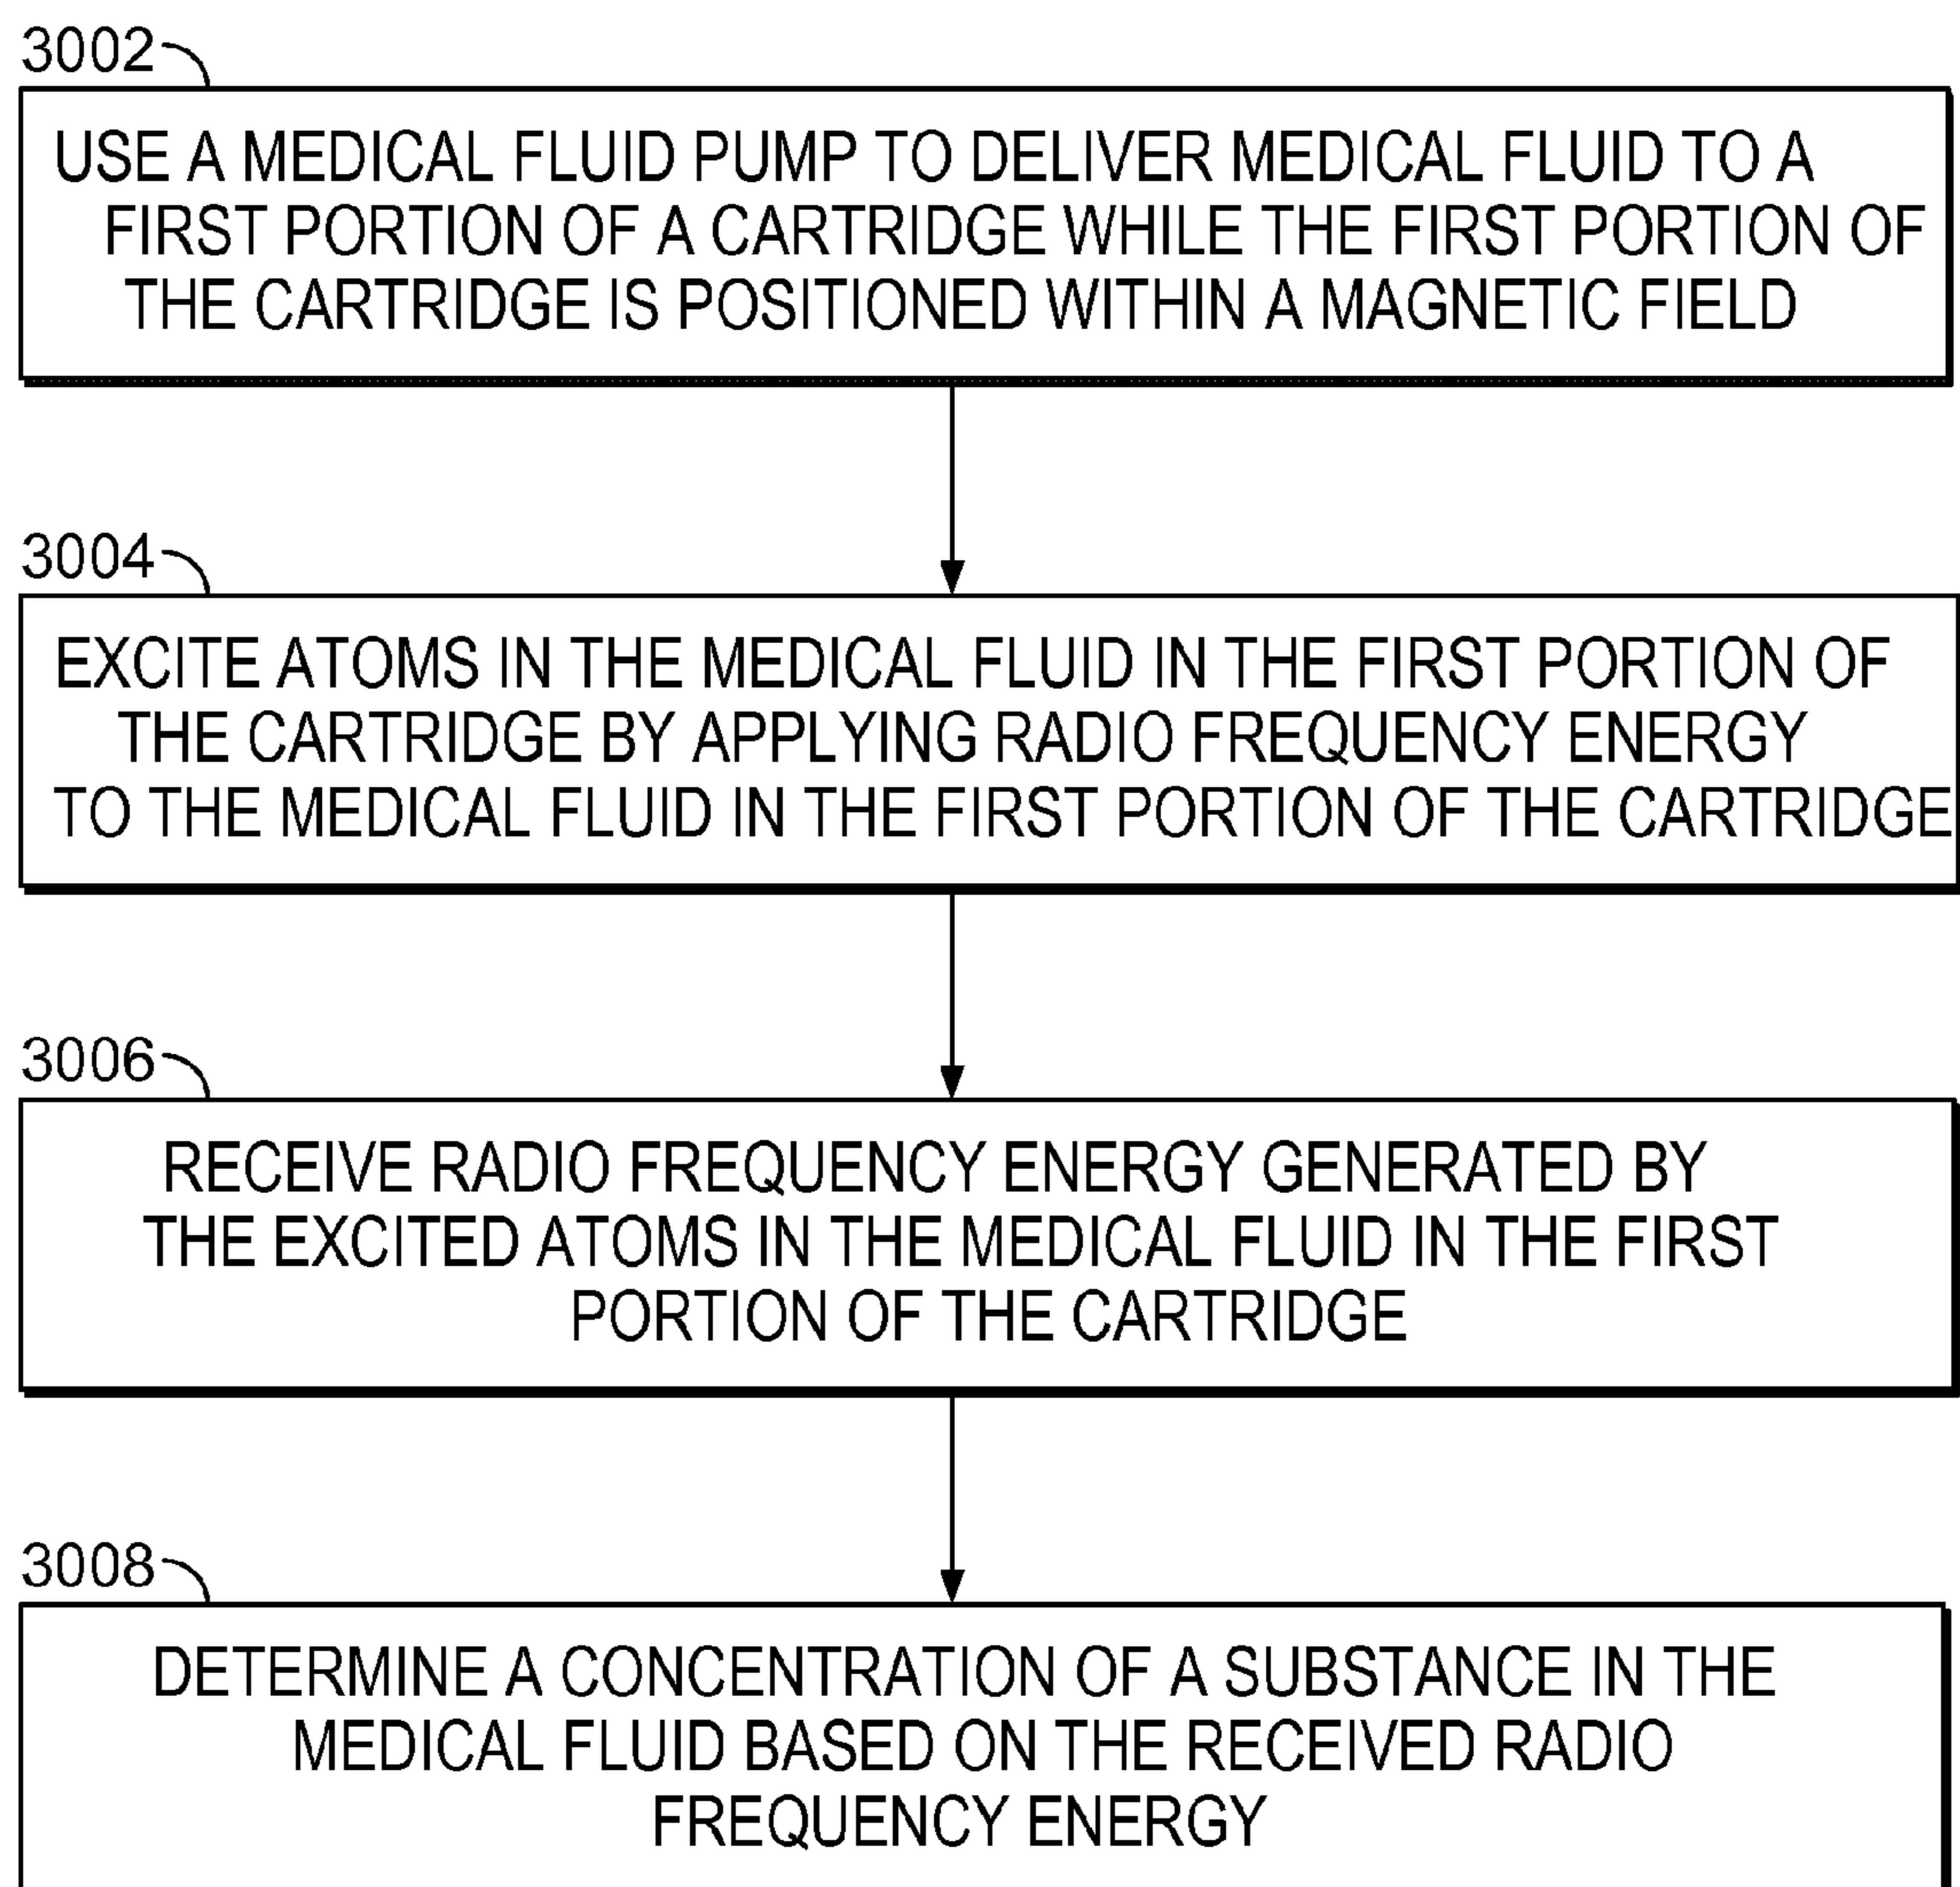 3002
USE A MEDICAL FLUID PUMP TO DELIVER MEDICAL FLUID TO A
FIRST PORTION OF A CARTRIDGE WHILE THE FIRST PORTION OF
THE CARTRIDGE IS POSITIONED WITHIN A MAGNETIC FIELD
3004
EXCITE ATOMS IN THE MEDICAL FLUID IN THE FIRST PORTION OF
THE CARTRIDGE BY APPLYING RADIO FREQUENCY ENERGY
TO THE MEDICAL FLUID IN THE FIRST PORTION OF THE CARTRIDGE
3006
RECEIVE RADIO FREQUENCY ENERGY GENERATED BY
THE EXCITED ATOMS IN THE MEDICAL FLUID IN THE FIRST
PORTION OF THE CARTRIDGE
3008
DETERMINE A CONCENTRATION OF A SUBSTANCE IN THE
MEDICAL FLUID BASED ON THE RECEIVED RADIO
FREQUENCY ENERGY